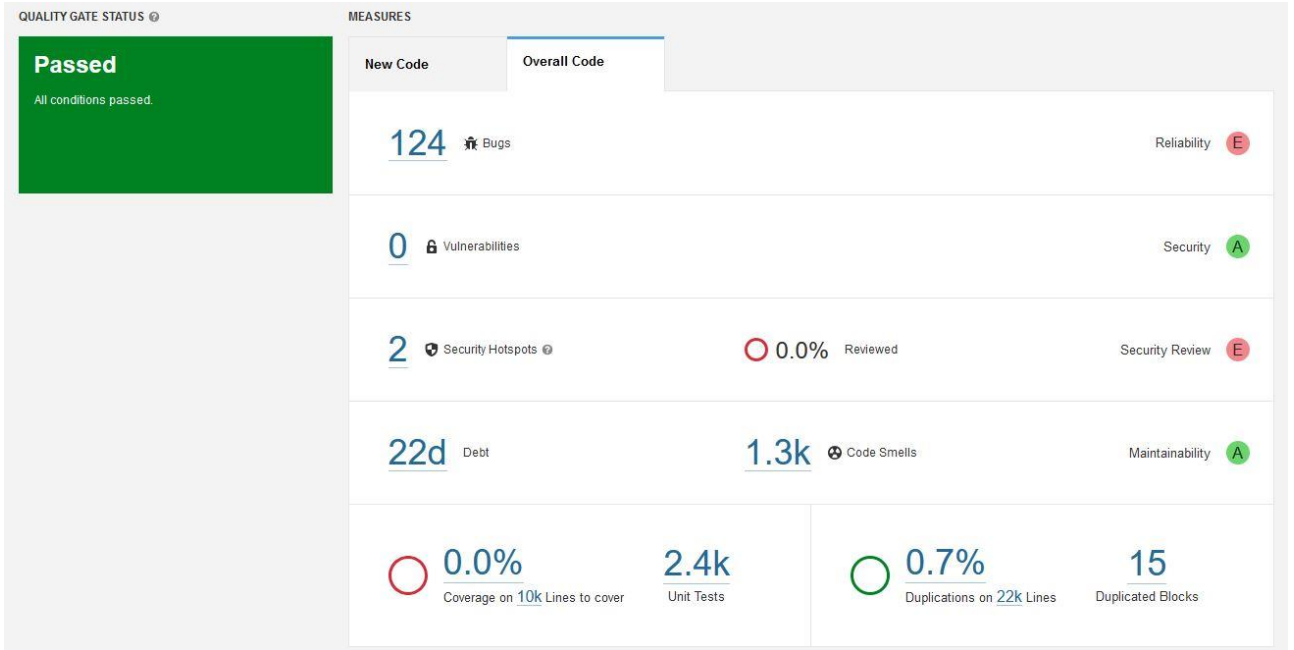 QUALITY GATE STATUS
MEASURES
Passed
All conditions passed.
New Code
Overall Code
124 Bugs
Reliability E
0 Vulnerabilities
Security A
2 Security Hotspots
0.0% Reviewed
Security Review E
22d Debt
1.3k Code Smells
Maintainability A
0.0%
Coverage on 10k Lines to cover
2.4k
Unit Tests
0.7%
Duplications on 22k Lines
15
Duplicated Blocks